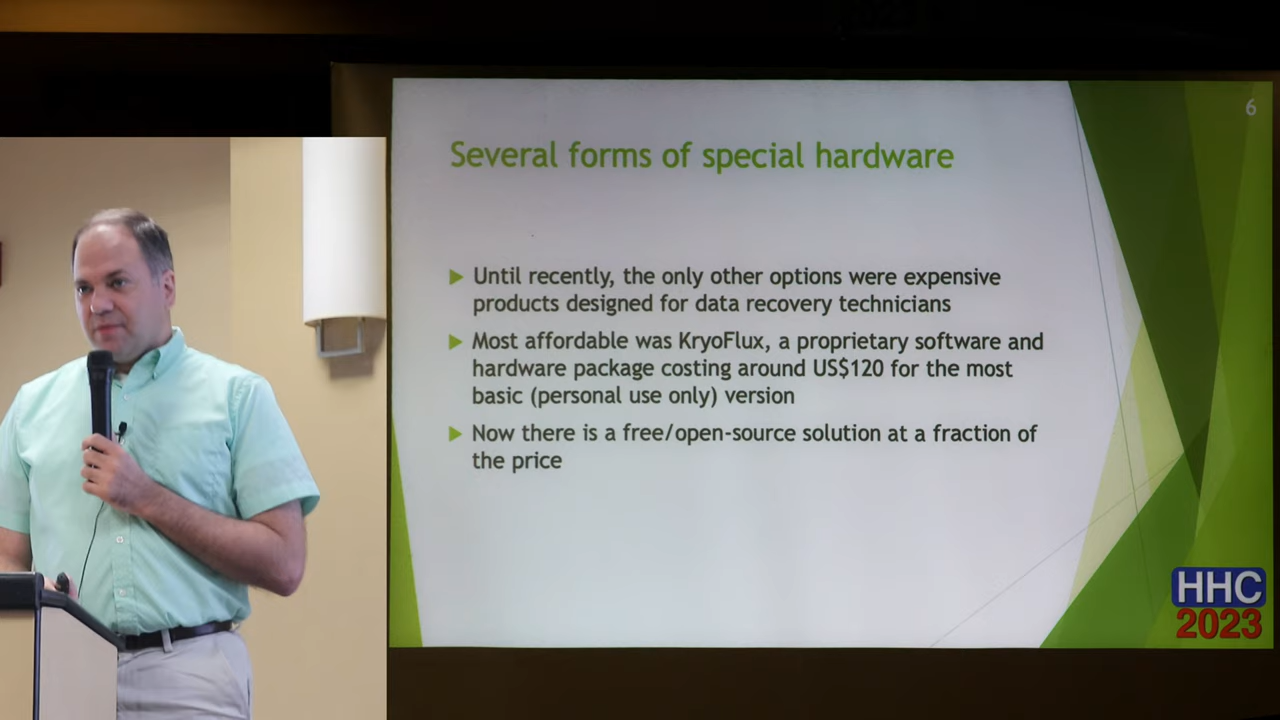 6
Several forms of special hardware
Until recently, the only other options were expensive
products designed for data recovery technicians
Most affordable was KryoFlux, a proprietary software and
hardware package costing around US$120 for the most
basic (personal use only) version
Now there is a free/open-source solution at a fraction of
the price
HHC
2023